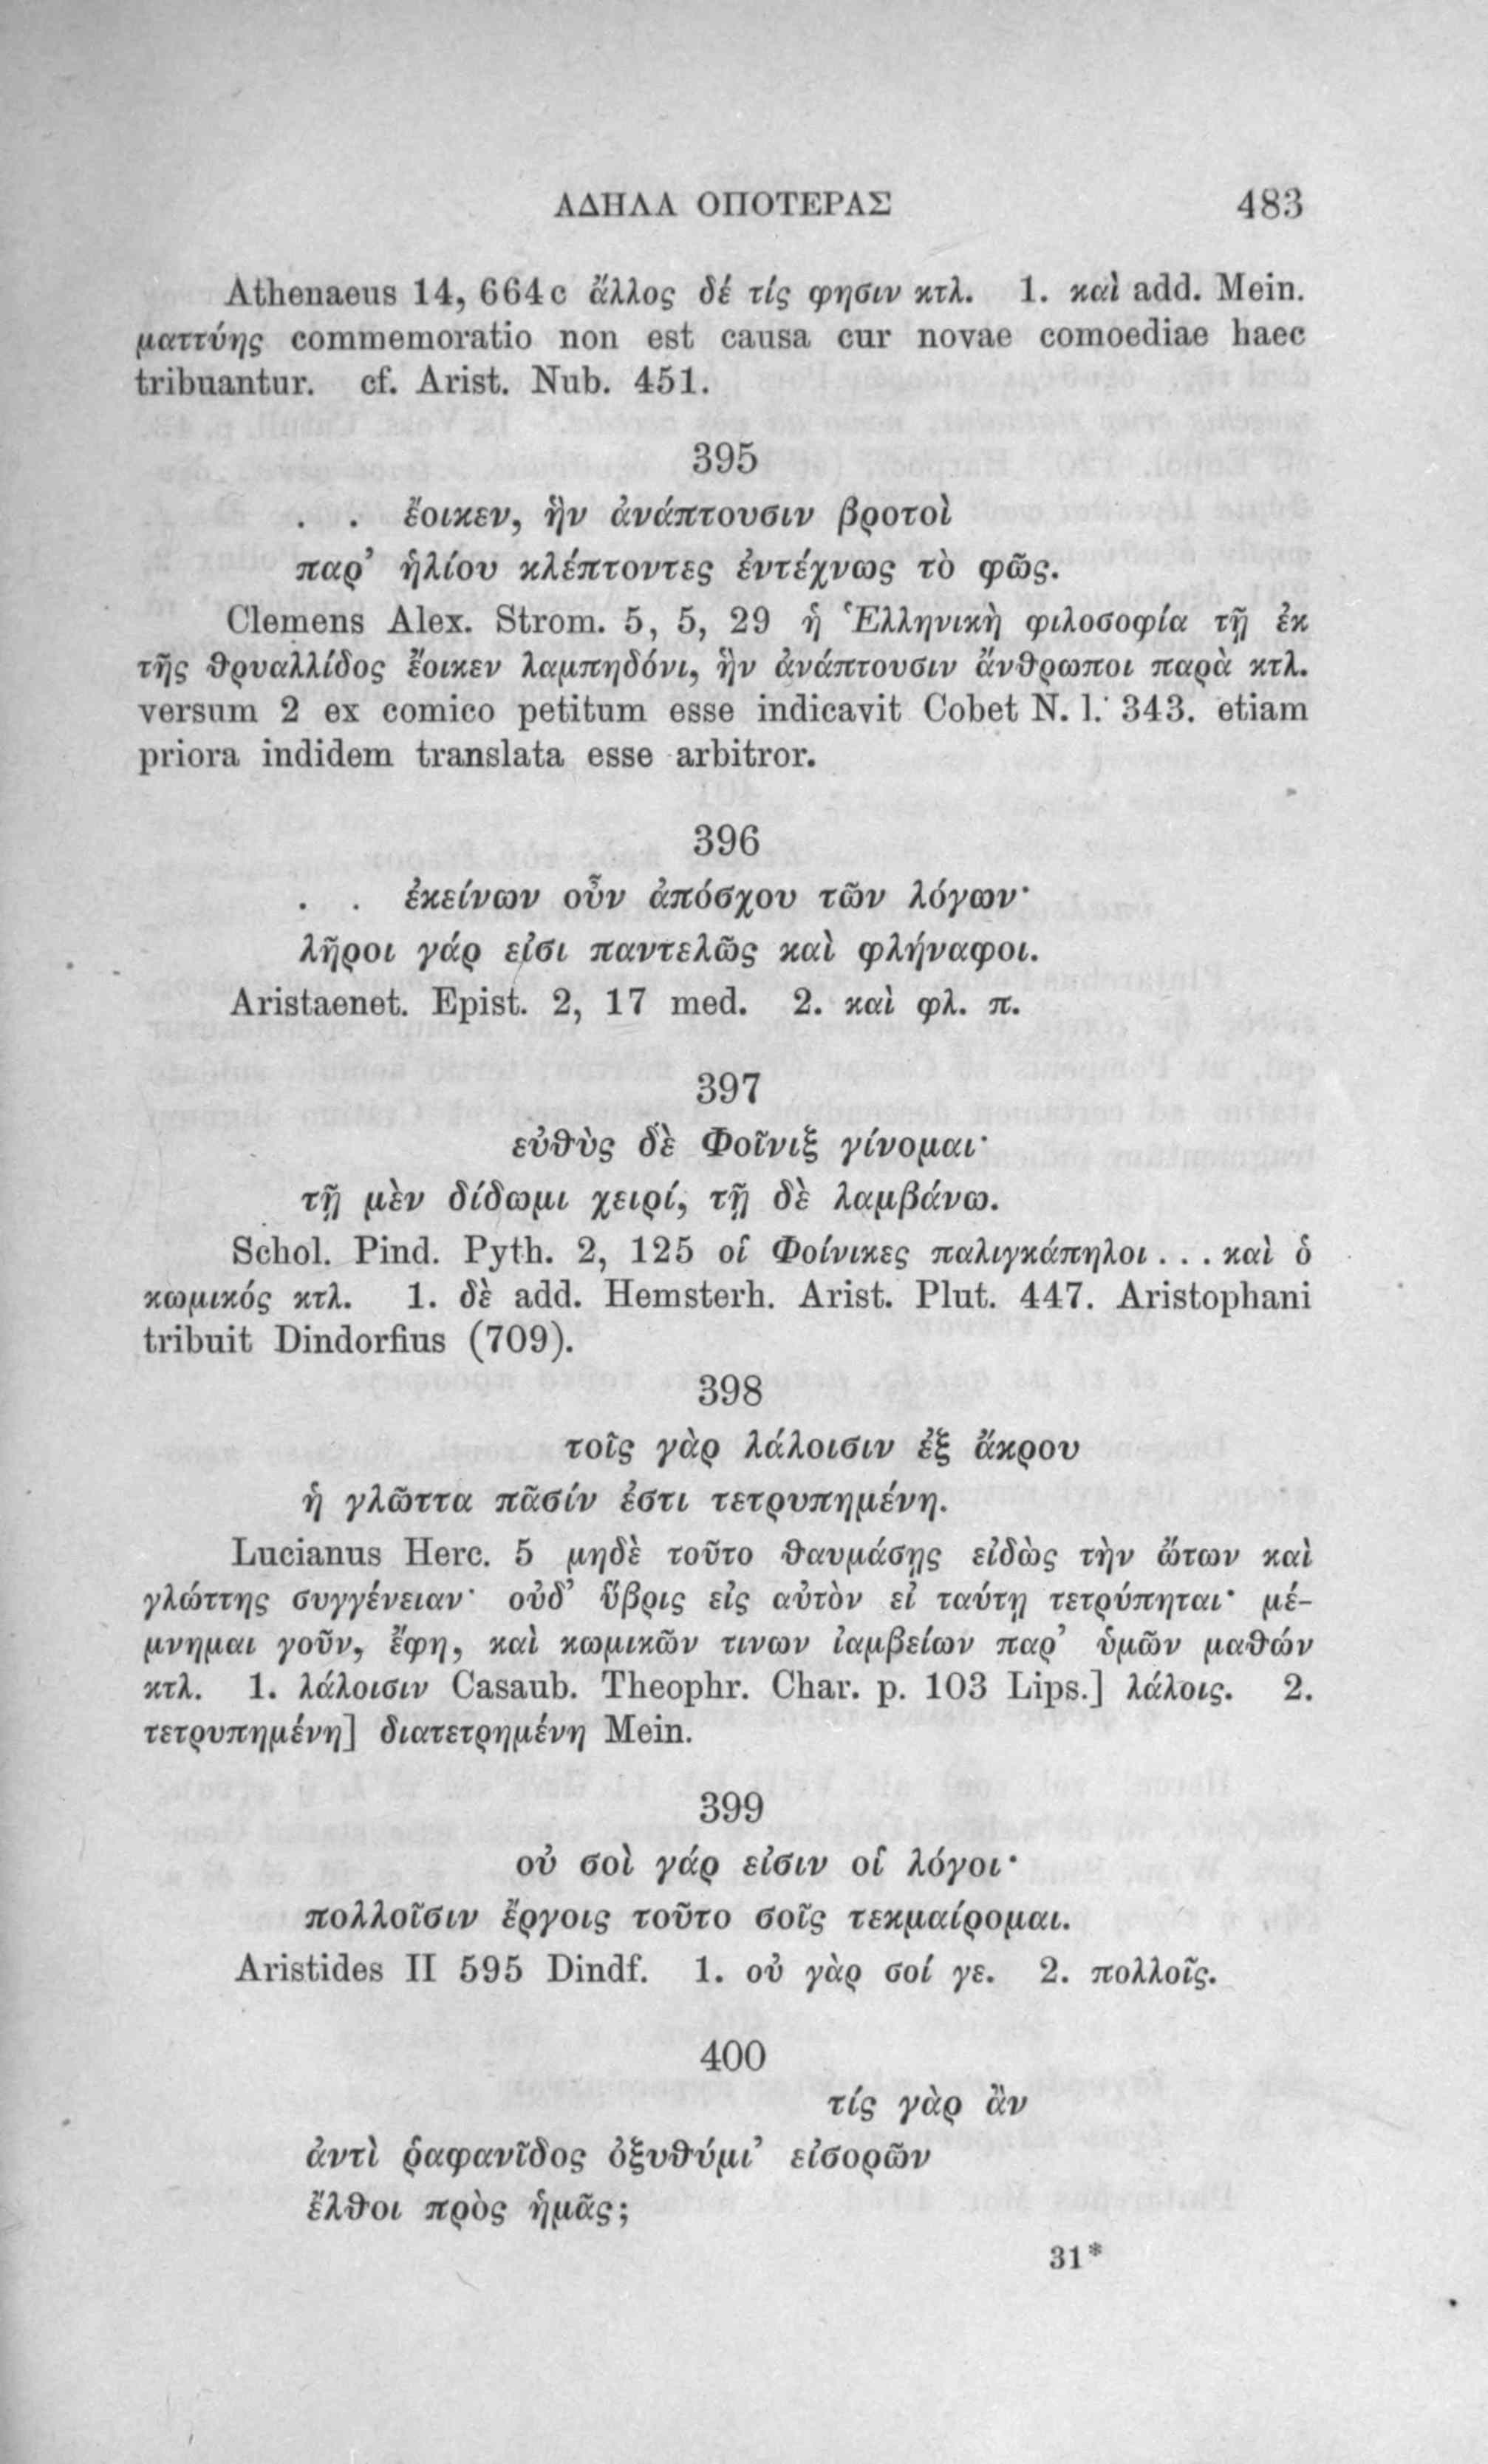 ΑΔΗΛΑ ΟΠΟΤΕΡΑΣ 483
Athenaeus 14, 664c ἄλλος δέ τίς φησιν κτλ. 1. καὶ add. Mein.
ματτύης commemoratio non est causa cur novae comoediae haec
tribuantur. cf. Arist. Nub. 451.
395
. . ἔοικεν, ἣν ἀνάπτουσιν βροτοὶ
παρ’ ἡλίου κλέπτοντες ἐντέχνως τὸ φῶς.
Clemens Alex. Strom. 5, 5, 29 ἡ Ἑλληνικὴ φιλοσοφία τῇ ἐκ
τῆς θρυαλλίδος ἔοικεν λαμπηδόνι, ἣν ἀνάπτουσιν ἄνθρωποι παρὰ κτλ.
versum 2 ex comico petitum esse indicavit Cobet N. l. 343. etiam
priora indidem translata esse arbitror.
396
. . ἐκείνων οὖν ἀπόσχου τῶν λόγων·
λῆροι γάρ εἰσι παντελῶς καὶ φλήναφοι.
Aristaenet. Epist. 2, 17 med. 2. καὶ φλ. π.
397
εὐθὺς δὲ Φοῖνιξ γίνομαι·
τῇ μὲν δίδωμι χειρί, τῇ δὲ λαμβάνω.
Schol. Pind. Pyth. 2, 125 οἱ Φοίνικες παλιγκάπηλοι . . . καὶ ὁ
κωμικός κτλ. 1. δὲ add. Hemsterh. Arist. Plut. 447. Aristophani
tribuit Dindorfius (709).
398
τοῖς γὰρ λάλοισιν ἐξ ἄκρου
ἡ γλῶττα πᾶσίν ἐστι τετρυπημένη.
Lucianus Herc. 5 μηδὲ τοῦτο θαυμάσῃς εἰδὼς τὴν ὤτων καὶ
γλώττης συγγένειαν· οὐδ’ ὕβρις εἰς αὐτὸν εἰ ταύτῃ τετρύπηται· μέ-
μνημαι γοῦν, ἔφη, καὶ κωμικῶν τινων ἰαμβείων παρ’ ὑμῶν μαθών
κτλ. 1. λάλοισιν Casaub. Theophr. Char. p. 103 Lips.] λάλοις. 2.
τετρυπημένη] διατετρημένη Mein.
399
οὐ σοὶ γάρ εἰσιν οἱ λόγοι·
πολλοῖσιν ἔργοις τοῦτο σοῖς τεκμαίρομαι.
Aristides II 595 Dindf. 1. οὐ γὰρ σοί γε. 2. πολλοῖς.
400
τίς γὰρ ἂν
ἀντὶ ῥαφανῖδος ὀξυθύμι’ εἰσορῶν
ἔλθοι πρὸς ἡμᾶς;
31*